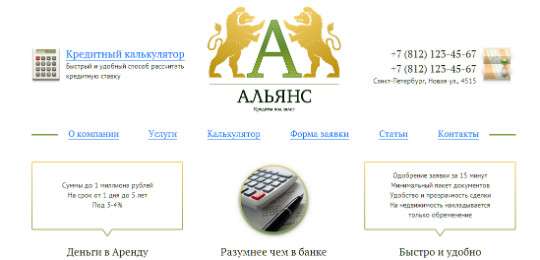 Кредитный калькулятор
Быстрый и удобный способ рассчитать
кредитную ставку
А
АЛЬЯНС
+7 (812) 123-45-67
+7 (812) 123-45-67
Санкт-Петербург, Новая ул., 4515
О компании Услуги Калькулятор Форма заявки Статьи Контакты
Суммы до 1 миллиона рублей
На срок от 1 дня до 5 лет
Под 3-4%
Деньги в Аренду
Разумнее чем в банке
Одобрение заявки за 15 минут
Минимальный пакет документов
Удобство и прозрачность сделки
На недвижимость накладывается
только обременение
Быстро и удобно